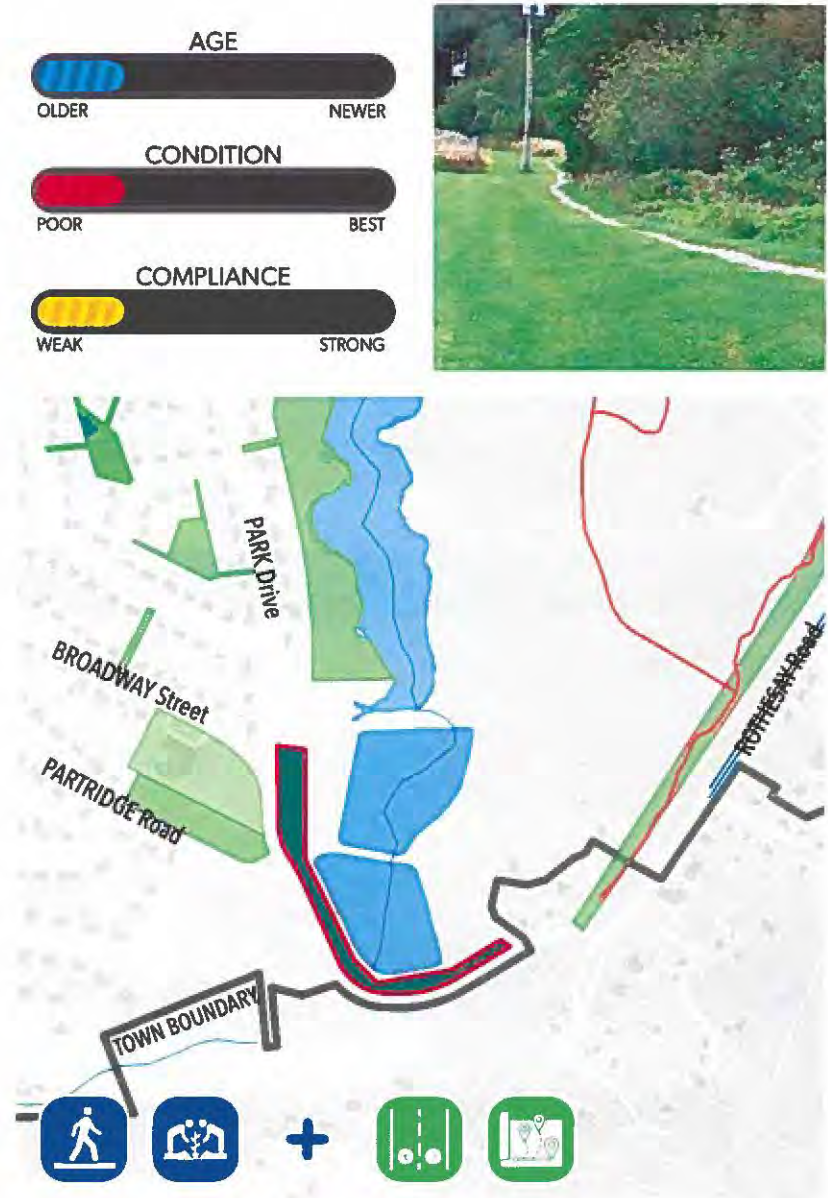 AGE
OLDER NEWER
CONDITION
POOR BEST
COMPLIANCE
WEAK STRONG
PARK Drive
BROADWAY Street
PARTRIDGE Road
ROTHESAY Road
TOWN BOUNDARY